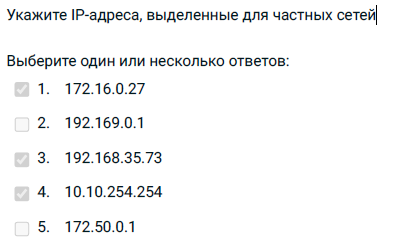 Укажите IP-адреса, выделенные для частных сетей
Выберите один или несколько ответов:
1. 172.16.0.27
2. 192.169.0.1
3. 192.168.35.73
4. 10.10.254.254
5. 172.50.0.1